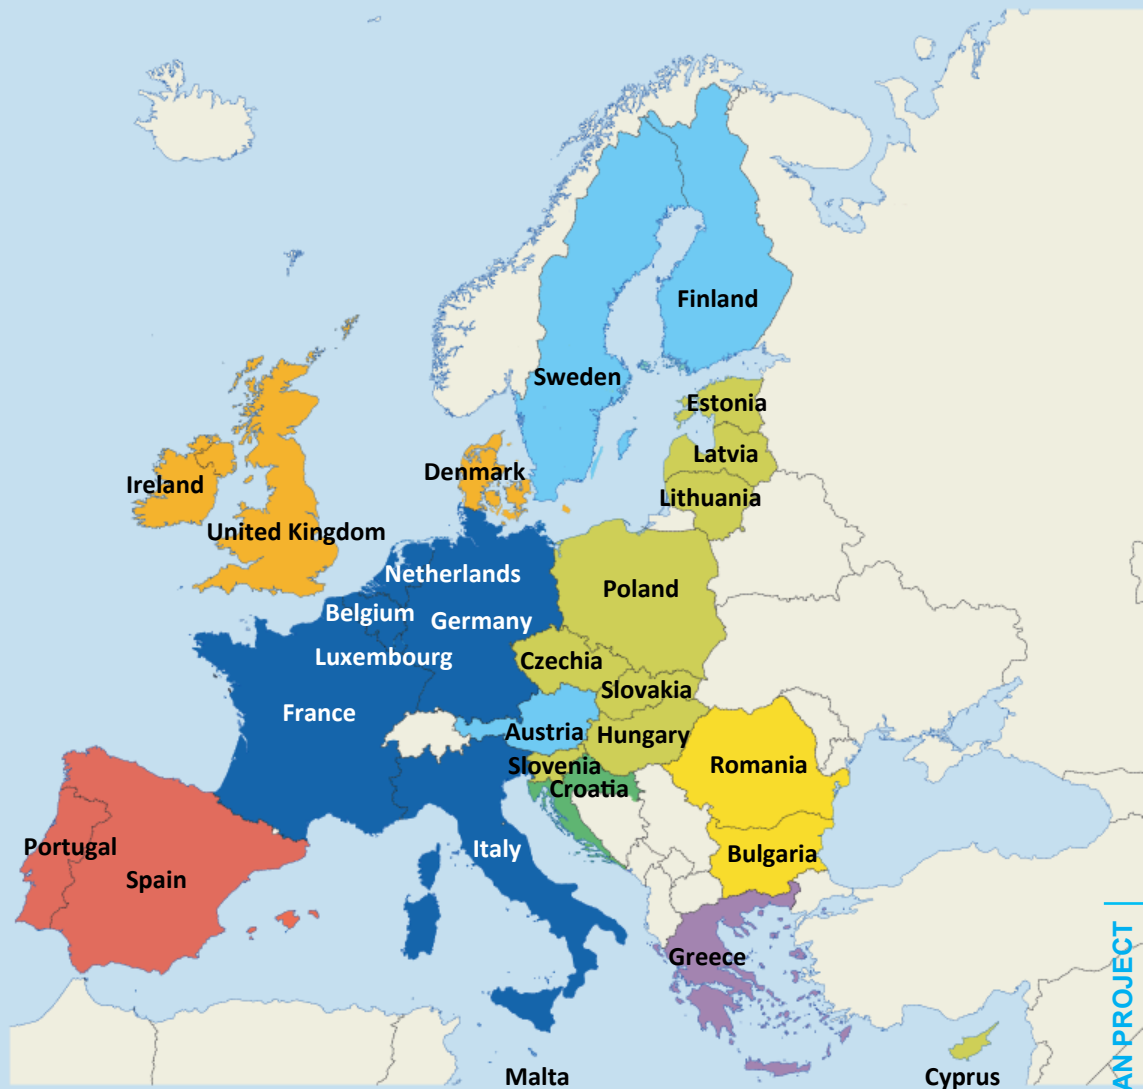 Finland
Sweden
Estonia
Latvia
Lithuania
Denmark
Ireland
United Kingdom
Netherlands
Poland
Belgium
Germany
Luxembourg
Czechia
Slovakia
France
Austria
Hungary
Slovenia
Romania
Croatia
Portugal
Italy
Bulgaria
Spain
Greece
AN PROJECT |
Malta
Cyprus